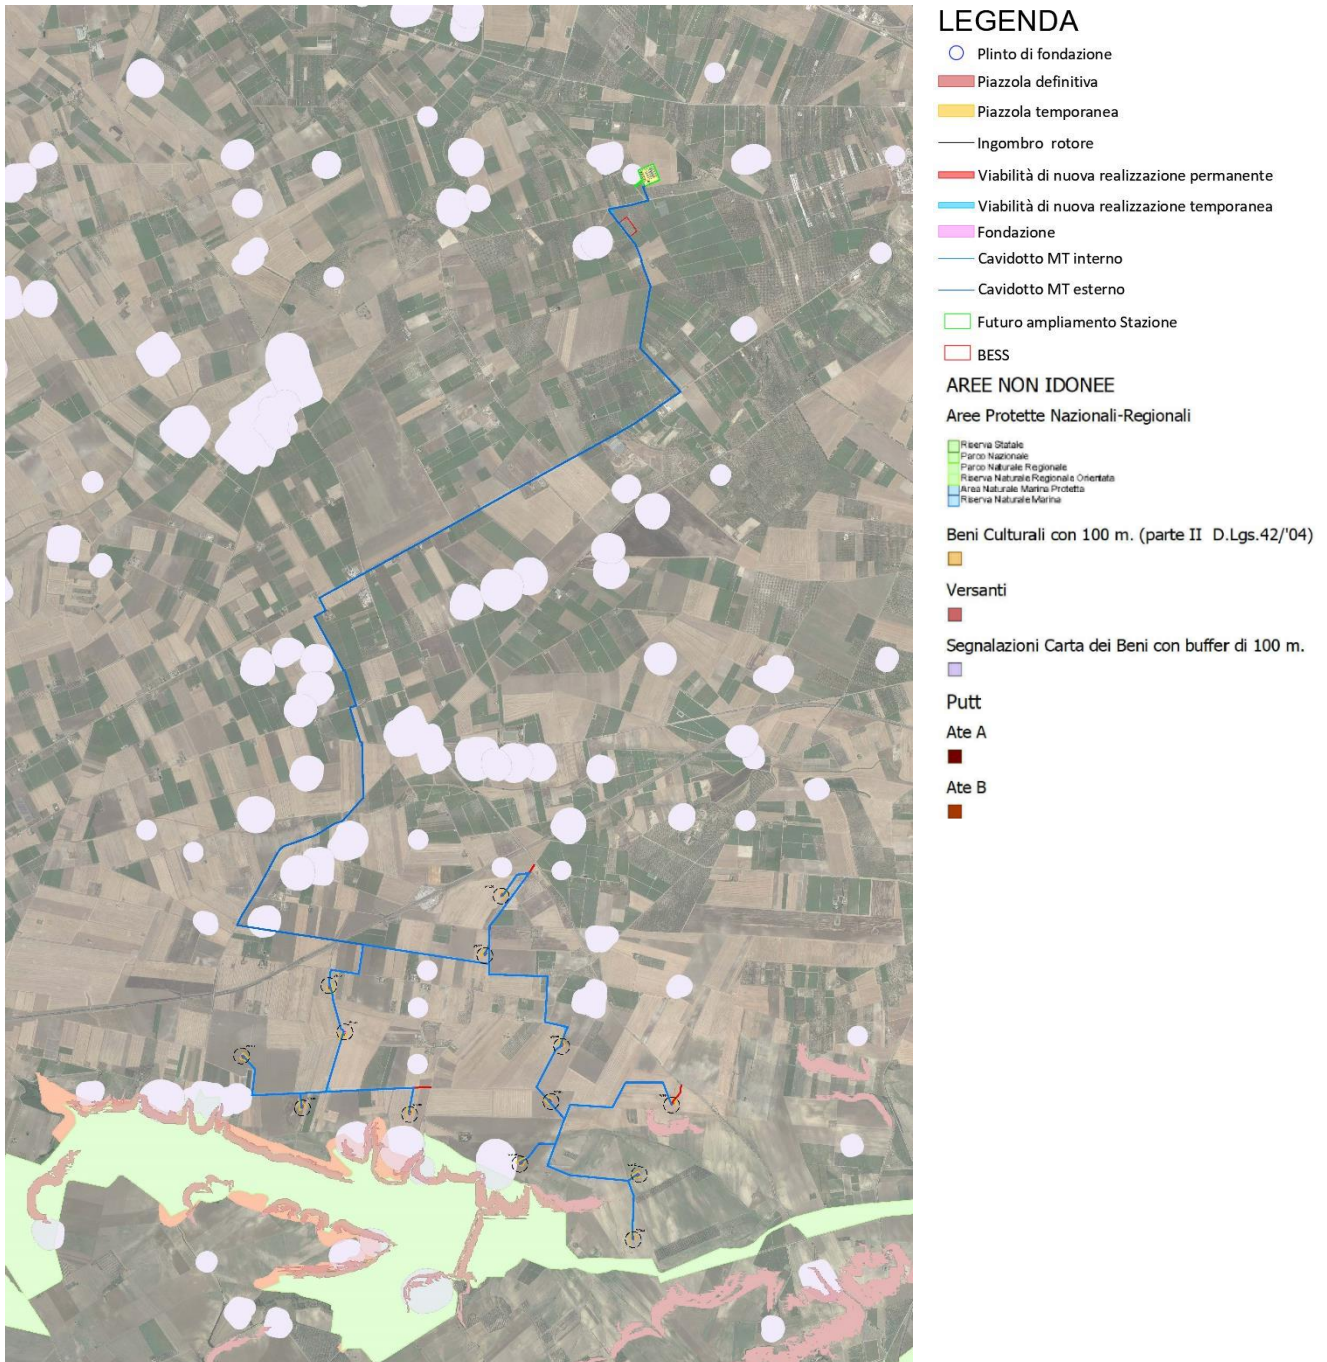 LEGENDA
Plinto di fondazione
Piazzola definitiva
Piazzola temporanea
Ingombro rotore
Viabilità di nuova realizzazione permanente
Viabilità di nuova realizzazione temporanea
Fondazione
Cavidotto MT interno
Cavidotto MT esterno
Futuro ampliamento Stazione
BESS
AREE NON IDONEE
Aree Protette Nazionali-Regionali
Riserva Statale
Parco Nazionale
Parco Naturale Regionale
Riserva Naturale Regionale Orientata
Area Naturale Marina Protetta
Riserva Naturale Marina
Beni Culturali con 100 m. (parte II D.Lgs.42/'04)
Versanti
Segnalazioni Carta dei Beni con buffer di 100 m.
Putt
Ate A
Ate B